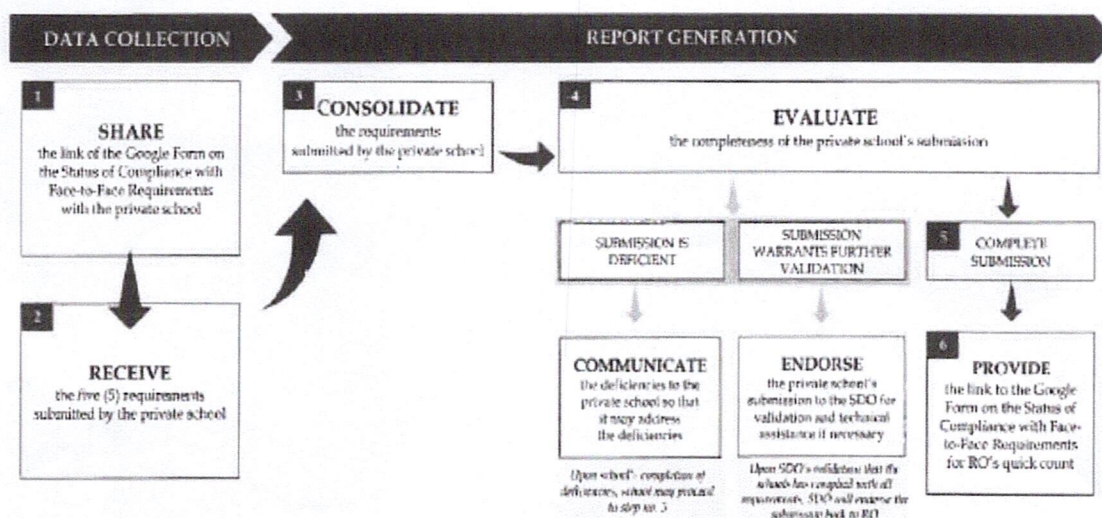 DATA COLLECTION
REPORT GENERATION
1
SHARE
the link of the Google Form on
the Status of Compliance with
Face-to-Face Requirements
with the private school
2
RECEIVE
the five (5) requirements
submitted by the private school
3
CONSOLIDATE
the requirements
submitted by the private school
4
EVALUATE
the completeness of the private school's submission
SUBMISSION IS
DEFICIENT
COMMUNICATE
the deficiencies to the
private school so that
it may address
the deficiencies
Upon school's completion of
deficiencies, school may proceed
to step no. 3
SUBMISSION
WARRANTS FURTHER
VALIDATION
ENDORSE
the private school's
submission to the SDO for
validation and technical
assistance if necessary
Upon SDO's validation that the
schools has complied with all
requirements, SDO will endorse the
submission back to RO
5
COMPLETE
SUBMISSION
6
PROVIDE
the link to the Google
Form on the Status of
Compliance with Face-
to-Face Requirements
for RO's quick count